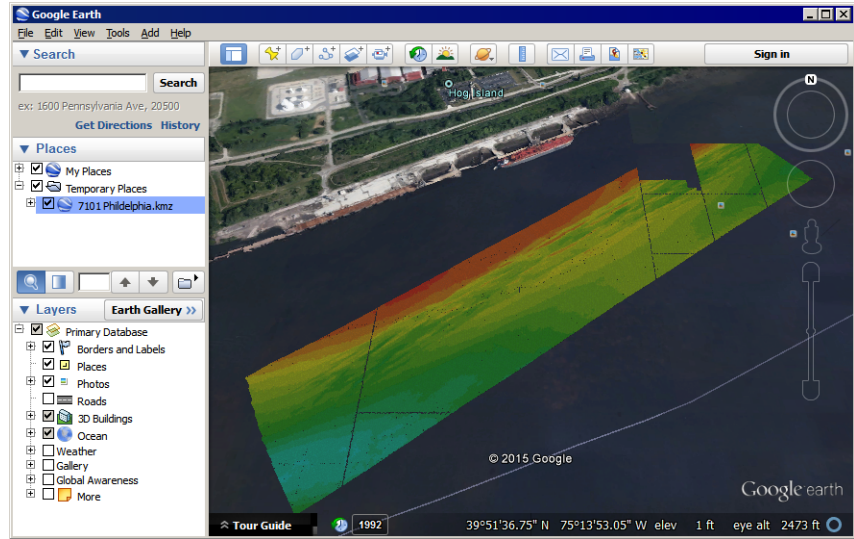 Google Earth
File Edit View Tools Add Help
Search
Search
ex: 1600 Pennsylvania Ave, 20500
Get Directions History
Places
My Places
Temporary Places
7101 Phildelphia.kmz
Layers
Earth Gallery >>
Primary Database
Borders and Labels
Places
Photos
Roads
3D Buildings
Ocean
Weather
Gallery
Global Awareness
More
Sign in
Hog Island
N
© 2015 Google
Google earth
Tour Guide
1992
39°51'36.75" N 75°13'53.05" W elev 1 ft eye alt 2473 ft